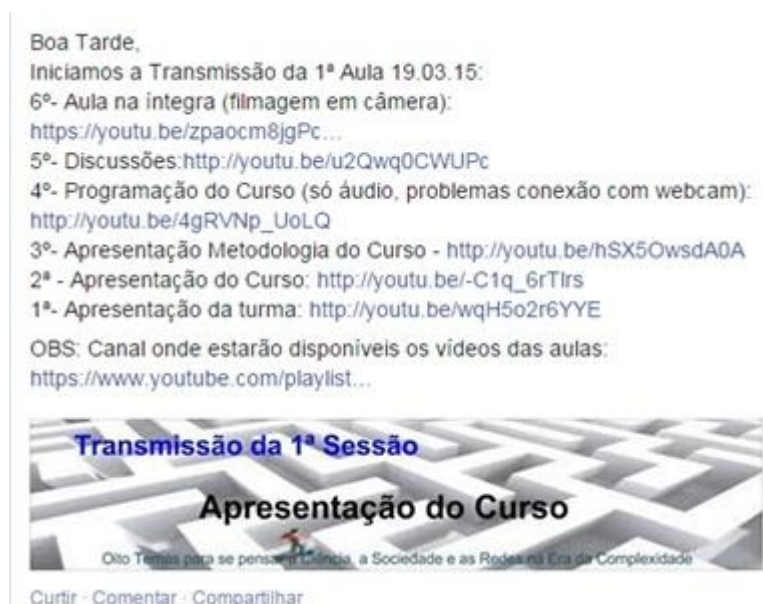 Boa Tarde,
Iniciamos a Transmissão da 1ª Aula 19.03.15:
6º- Aula na íntegra (filmagem em câmera):
https://youtu.be/zpaocm8jgPc...
5º- Discussões:http://youtu.be/u2Qwq0CWUPc
4º- Programação do Curso (só áudio, problemas conexão com webcam):
http://youtu.be/4gRVNp_UoLQ
3º- Apresentação Metodologia do Curso - http://youtu.be/hSX5OwsdA0A
2ª - Apresentação do Curso: http://youtu.be/-C1q_6rTIrs
1ª- Apresentação da turma: http://youtu.be/wqH5o2r6YYE
OBS: Canal onde estarão disponíveis os vídeos das aulas:
https://www.youtube.com/playlist...
Transmissão da 1ª Sessão
Apresentação do Curso
Oito Temas para se pensar a Ciência, a Sociedade e as Redes na Era da Complexidade
Curtir · Comentar · Compartilhar